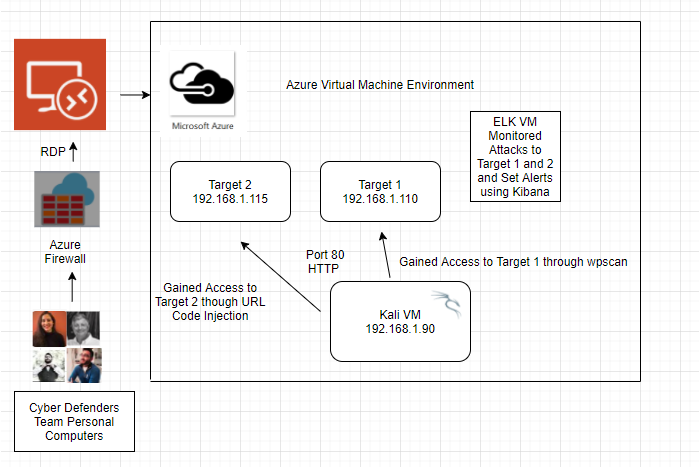 Azure Virtual Machine Environment
Microsoft Azure
ELK VM
Monitored
Attacks to
Target 1 and 2
and Set Alerts
using Kibana
RDP
Target 2
192.168.1.115
Target 1
192.168.1.110
Azure
Firewall
Port 80
HTTP
Gained Access to Target 1 through wpscan
Gained Access to
Target 2 though URL
Code Injection
Kali VM
192.168.1.90
Cyber Defenders
Team Personal
Computers